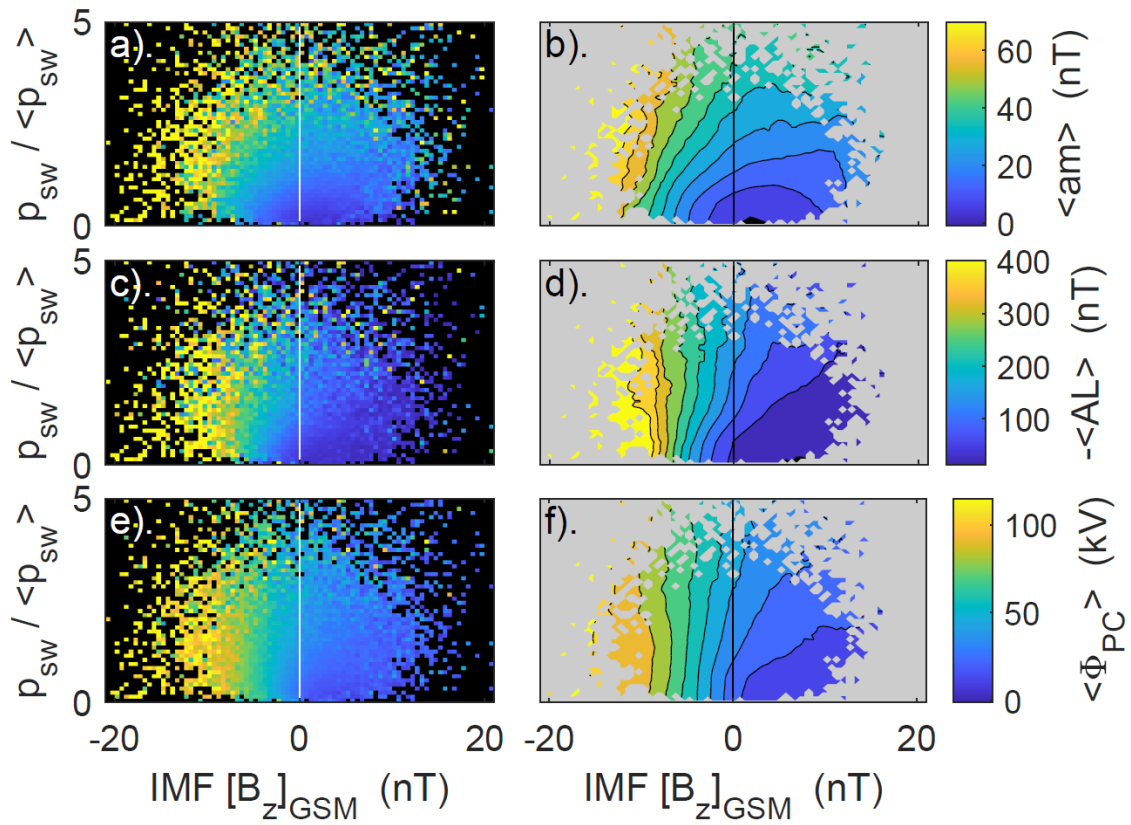 a).
b).
5
0
p_sw / <p_sw>
60
40
20
0
<am> (nT)
c).
d).
5
0
p_sw / <p_sw>
400
300
200
100
-<AL> (nT)
e).
f).
5
0
p_sw / <p_sw>
100
50
0
<Φ_PC> (kV)
-20 0 20
-20 0 20
IMF [B_z]_GSM (nT)
IMF [B_z]_GSM (nT)